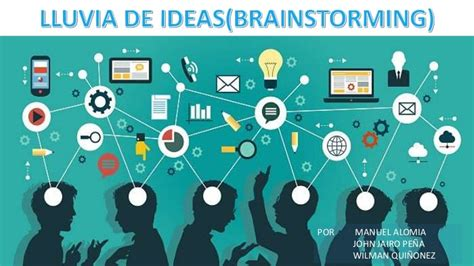 LLUVIA DE IDEAS(BRAINSTORMING)
POR MANUEL ALOMIA
JOHN JAIRO PEÑA
WILMAN QUIÑONEZ